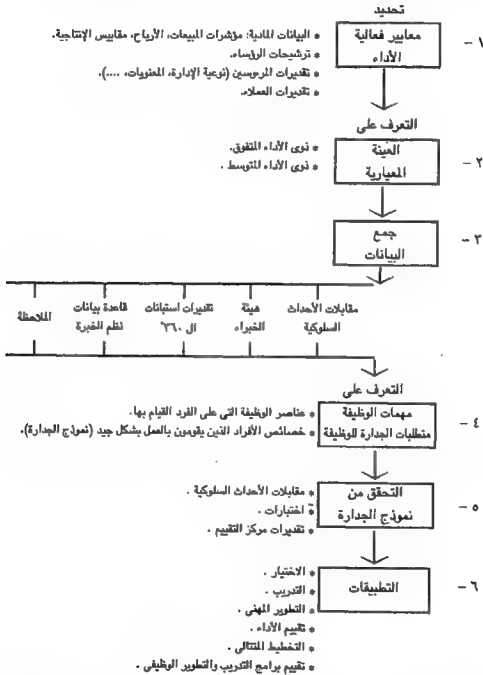 تحديد
١ -
معايير فعالية
الأداء
* البيانات المادية: مؤشرات المبيعات، الأرباح، مقاييس الإنتاجية.
* ترشيحات الرؤساء.
* تقديرات المرءوسين (نوعية الإدارة، المعنويات، ....).
* تقديرات العملاء.
التعرف على
٢ -
العينة
المعيارية
* ذوى الأداء المتفوق.
* ذوى الأداء المتوسط .
٣ -
جمع
البيانات
مقابلات الأحداث
السلوكية
هيئة
الخبراء
تقديرات استبانات
ال ٣٦٠°
قاعدة بيانات
نظم الخبرة
الملاحظة
التعرف على
٤ -
مهمات الوظيفة
متطلبات الجدارة للوظيفة
* عناصر الوظيفة التى على الفرد القيام بها.
* خصائص الأفراد الذين يقومون بالعمل بشكل جيد (نموذج الجدارة).
٥ -
التحقق من
نموذج الجدارة
* مقابلات الأحداث السلوكية .
* اختبارات .
* تقديرات مركز التقييم .
٦ -
التطبيقات
* الاختيار .
* التدريب .
* التطوير المهنى .
* تقييم الأداء .
* التخطيط المتتالى .
* تقييم برامج التدريب والتطوير الوظيفى .